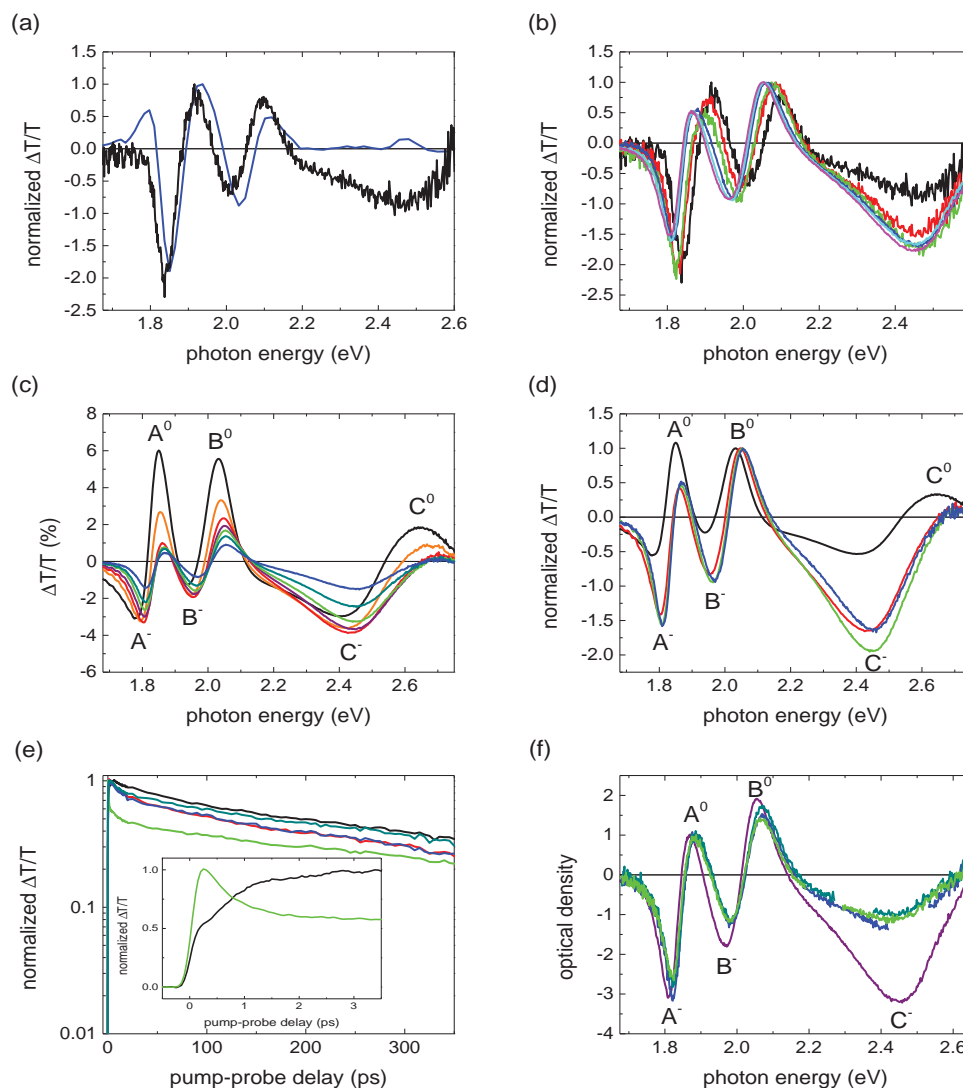 (a)
1.5
1.0
0.5
0.0
-0.5
-1.0
-1.5
-2.0
-2.5
normalized ΔT/T
1.8 2.0 2.2 2.4 2.6
photon energy (eV)
(b)
1.5
1.0
0.5
0.0
-0.5
-1.0
-1.5
-2.0
-2.5
normalized ΔT/T
1.8 2.0 2.2 2.4
photon energy (eV)
(c)
8
6
4
2
0
-2
-4
-6
ΔT/T (%)
A⁰
B⁰
C⁰
A⁻
B⁻
C⁻
1.8 2.0 2.2 2.4 2.6
photon energy (eV)
(d)
1.5
1.0
0.5
0.0
-0.5
-1.0
-1.5
-2.0
normalized ΔT/T
A⁰
B⁰
C⁰
A⁻
B⁻
C⁻
1.8 2.0 2.2 2.4 2.6
photon energy (eV)
(e)
1
0.1
0.01
normalized ΔT/T
1.0
0.5
0.0
normalized ΔT/T
0 1 2 3
pump-probe delay (ps)
0 100 200 300
pump-probe delay (ps)
(f)
2
1
0
-1
-2
-3
-4
optical density
A⁰
B⁰
A⁻
B⁻
C⁻
1.8 2.0 2.2 2.4 2.6
photon energy (eV)